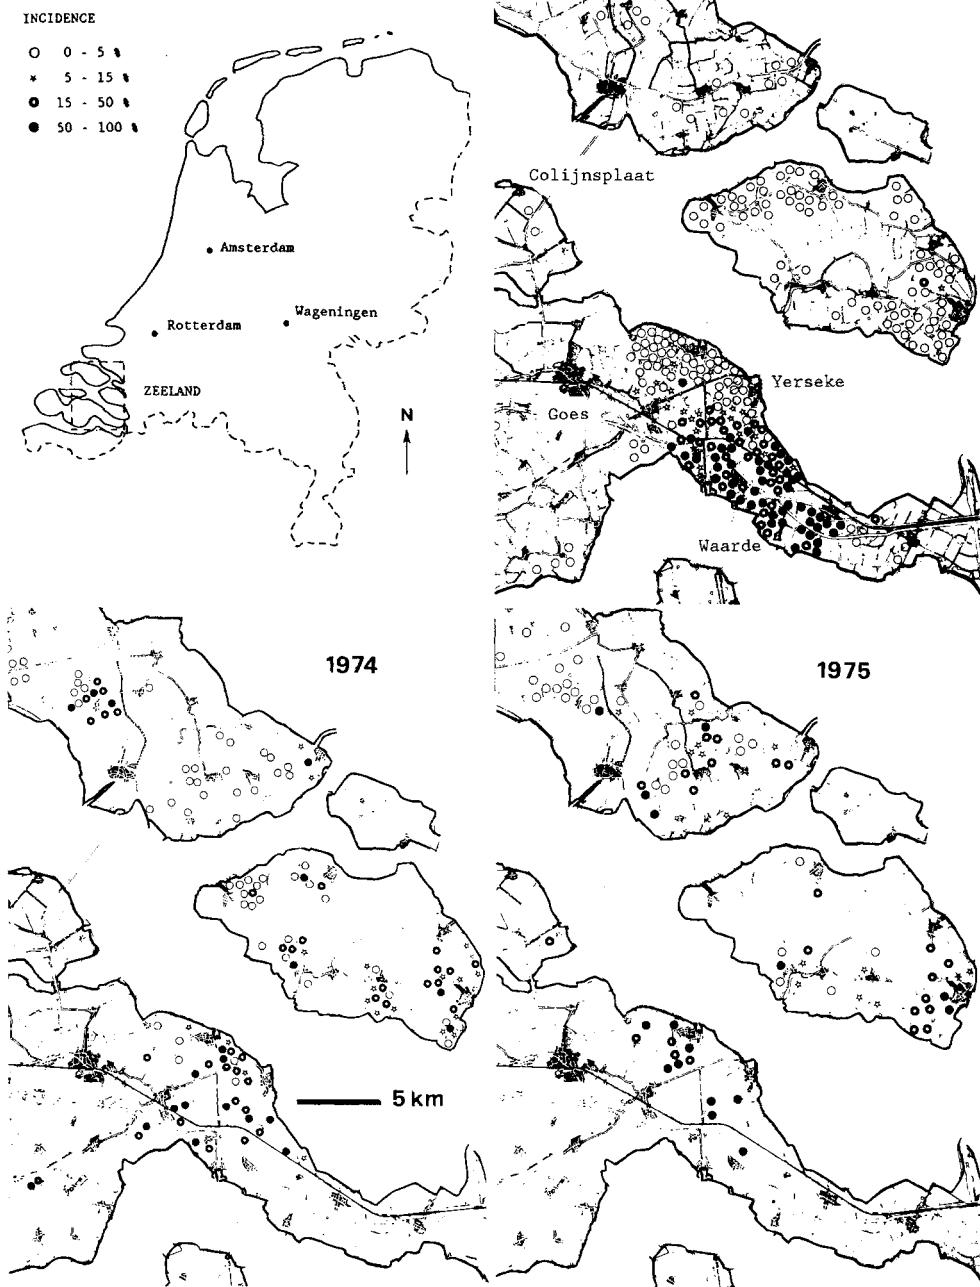 INCIDENCE
0 - 5 %
5 - 15 %
15 - 50 %
50 - 100 %
Amsterdam
Rotterdam
Wageningen
ZEELAND
N
Colijnsplaat
Yerseke
Goes
Waarde
1974
1975
5 km